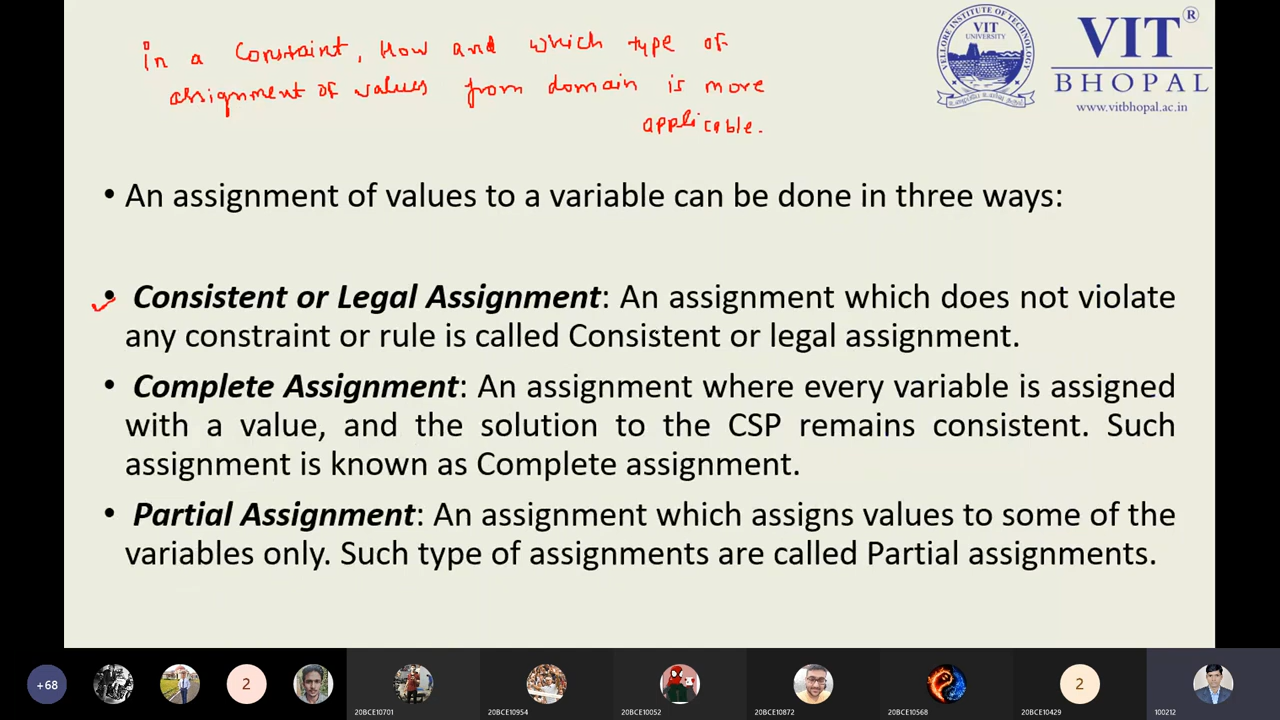 in a constraint, How and which type of
assignment of values from domain is more
applicable.
VELLORE INSTITUTE OF TECHNOLOGY
VIT
UNIVERSITY
VIT®
BHOPAL
www.vitbhopal.ac.in
• An assignment of values to a variable can be done in three ways:
• Consistent or Legal Assignment: An assignment which does not violate
any constraint or rule is called Consistent or legal assignment.
• Complete Assignment: An assignment where every variable is assigned
with a value, and the solution to the CSP remains consistent. Such
assignment is known as Complete assignment.
• Partial Assignment: An assignment which assigns values to some of the
variables only. Such type of assignments are called Partial assignments.
+68
2
2
20BCE10701
20BCE10954
20BCE10052
20BCE10872
20BCE10568
20BCE10429
100212